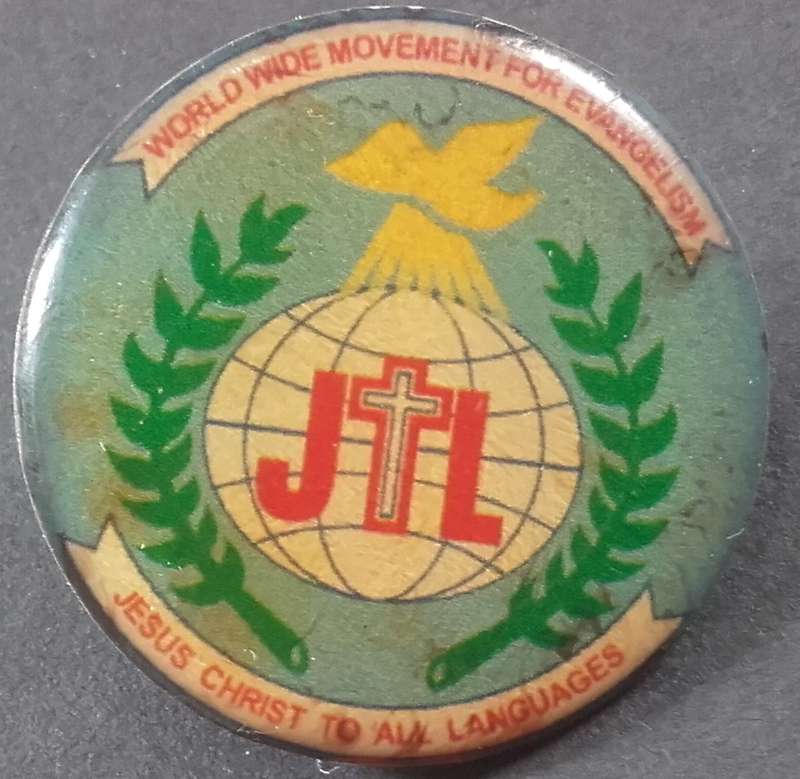 WORLD WIDE MOVEMENT FOR EVANGELISM
JTL
JESUS CHRIST TO ALL LANGUAGES